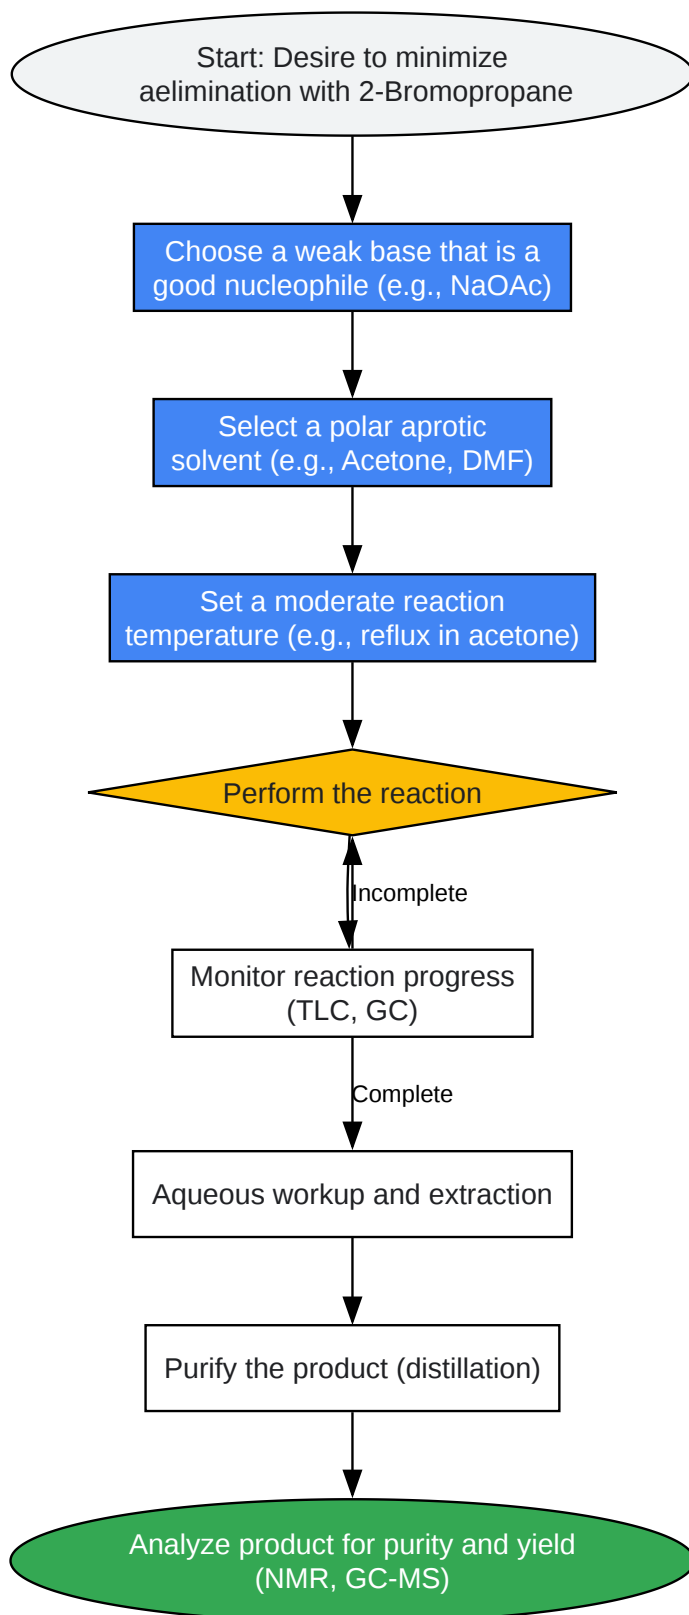 Start: Desire to minimize
aelimination with 2-Bromopropane
Choose a weak base that is a
good nucleophile (e.g., NaOAc)
Select a polar aprotic
solvent (e.g., Acetone, DMF)
Set a moderate reaction
temperature (e.g., reflux in acetone)
Perform the reaction
Incomplete
Monitor reaction progress
(TLC, GC)
Complete
Aqueous workup and extraction
Purify the product (distillation)
Analyze product for purity and yield
(NMR, GC-MS)